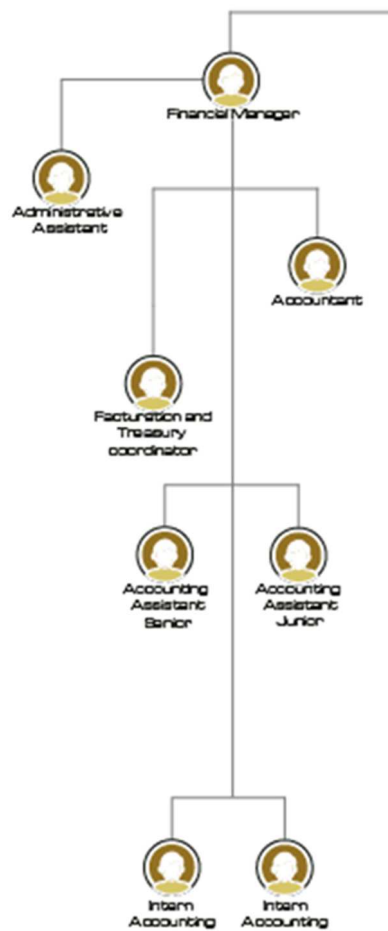 Financial Manager
Administrative
Assistant
Accountant
Facturation and
Treasury
coordinator
Accounting
Assistant
Senior
Accounting
Assistant
Junior
Intern
Accounting
Intern
Accounting